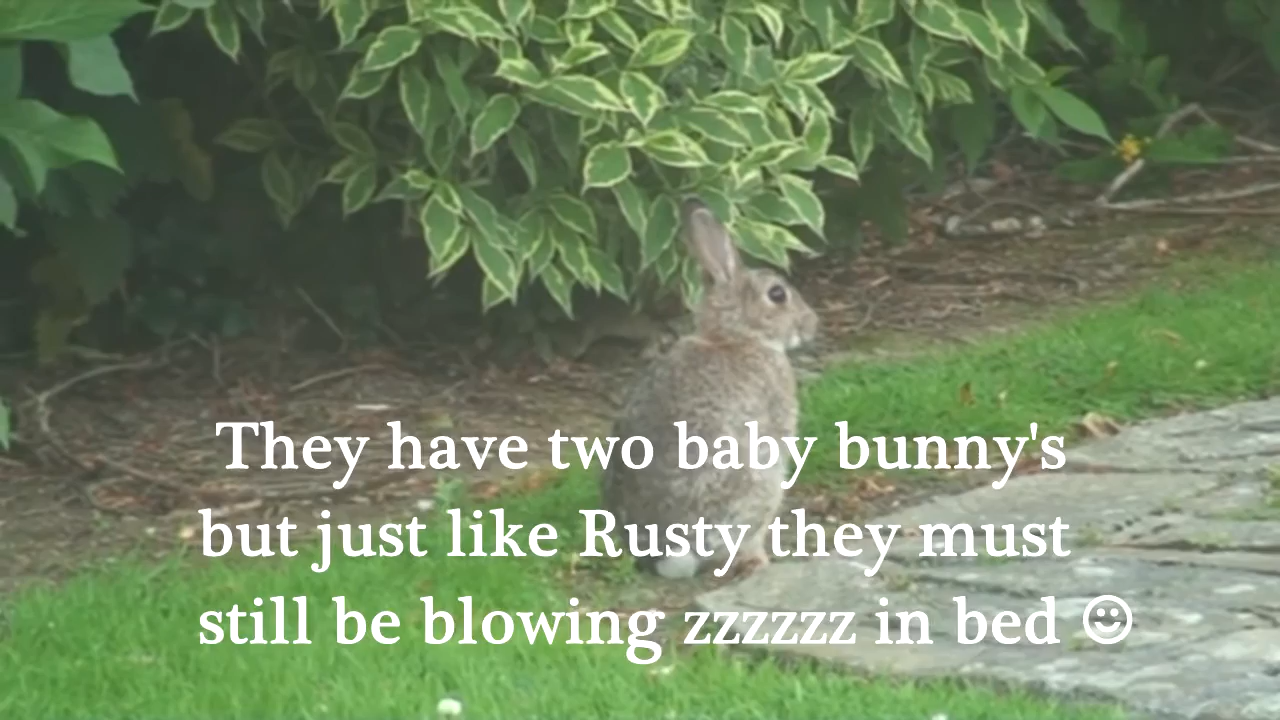 They have two baby bunny's
but just like Rusty they must
still be blowing zzzzzz in bed 😃